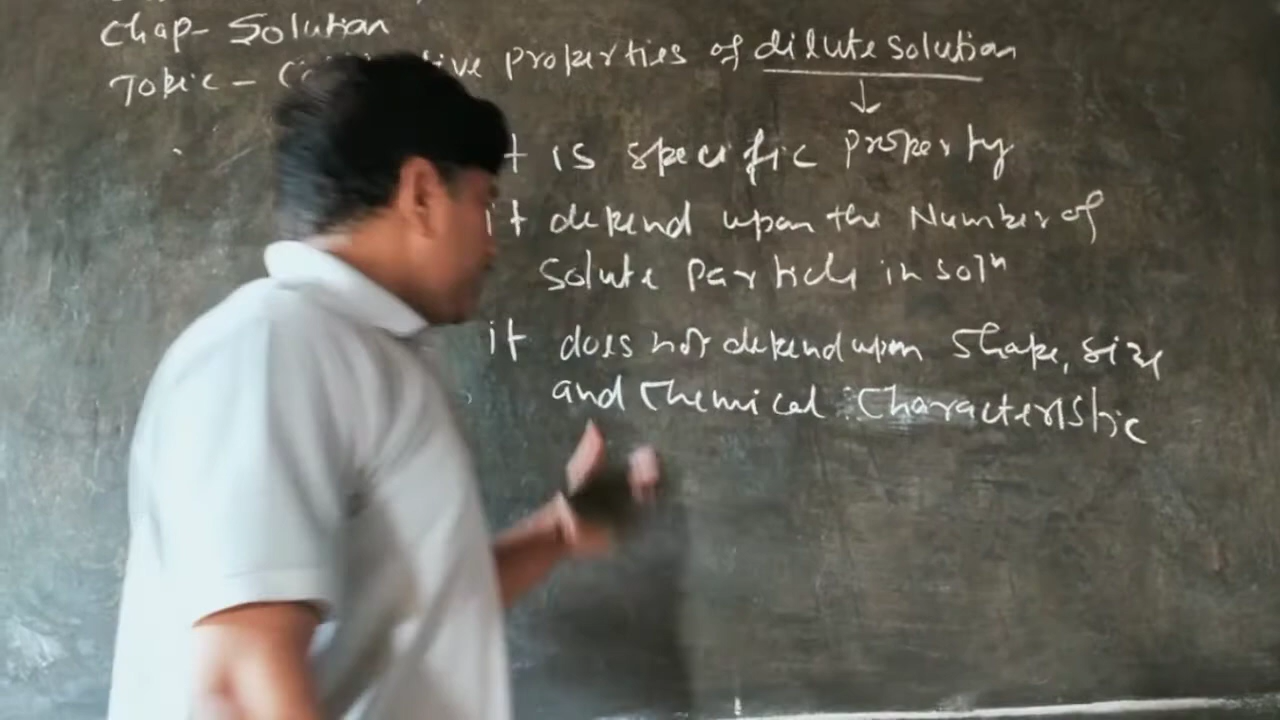 Chap- Solution
Topic - tive properties of dilute solution
↓
t is specific property
it depend upon the Number of
Solute particle in solⁿ
it does not depend upon Shape, size
and Chemical Characteristic